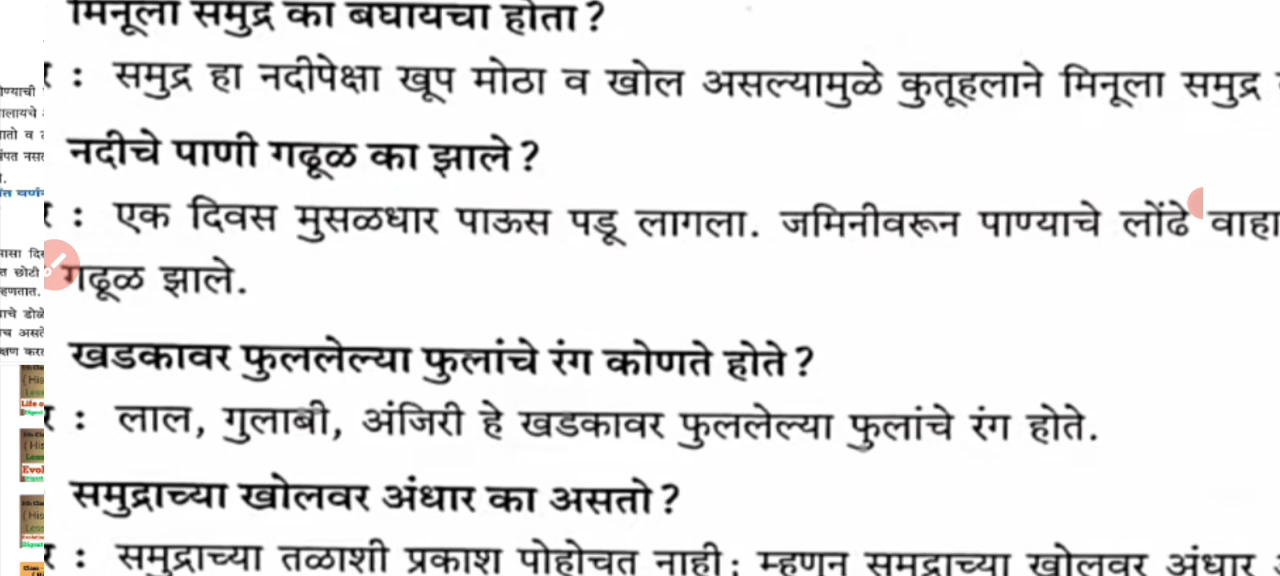 मिनूला समुद्र का बघायचा होता?
: समुद्र हा नदीपेक्षा खूप मोठा व खोल असल्यामुळे कुतूहलाने मिनूला समुद्र
नदीचे पाणी गढूळ का झाले?
: एक दिवस मुसळधार पाऊस पडू लागला. जमिनीवरून पाण्याचे लोंढे वाहा
गढूळ झाले.
खडकावर फुललेल्या फुलांचे रंग कोणते होते?
: लाल, गुलाबी, अंजिरी हे खडकावर फुललेल्या फुलांचे रंग होते.
समुद्राच्या खोलवर अंधार का असतो?
: समुद्राच्या तळाशी प्रकाश पोहोचत नाही; म्हणून समुद्राच्या खोलवर अंधार